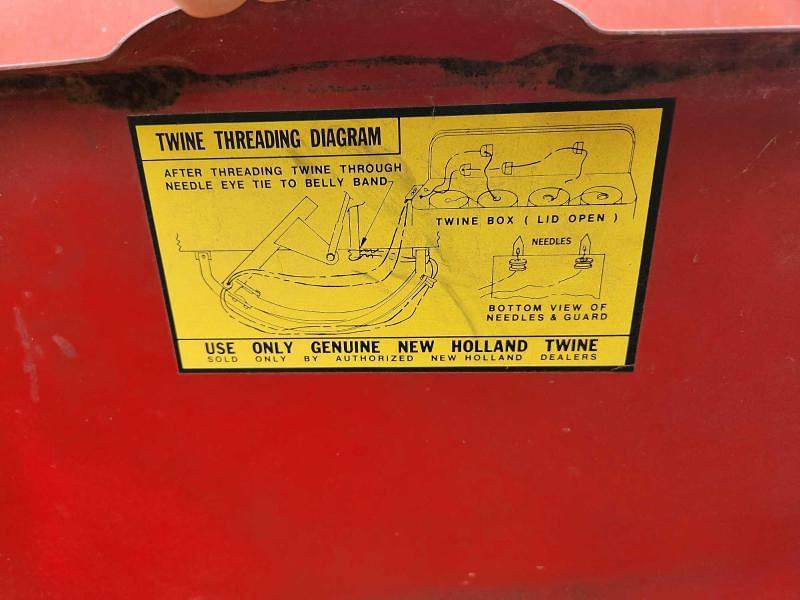 TWINE THREADING DIAGRAM
AFTER THREADING TWINE THROUGH
NEEDLE EYE TIE TO BELLY BAND
TWINE BOX ( LID OPEN )
NEEDLES
BOTTOM VIEW OF
NEEDLES & GUARD
USE ONLY GENUINE NEW HOLLAND TWINE
SOLD ONLY BY AUTHORIZED NEW HOLLAND DEALERS